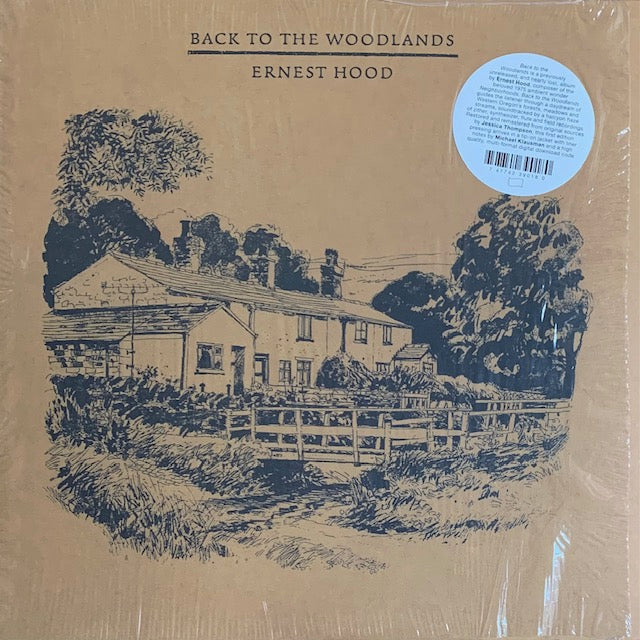 BACK TO THE WOODLANDS
ERNEST HOOD
Back to the
Woodlands is a previously
unreleased, and nearly lost, album
by Ernest Hood, composer of the
beloved 1975 ambient wonder
Neighborhoods. Back to the Woodlands
guides the listener through a daydream of
Western Oregon's forests, meadows and
streams, soundtracked by a halcyon haze
of zither, synthesizer, flute and field recordings.
Restored and remastered from original sources
by Jessica Thompson, this first edition
pressing arrives in a foil-on jacket with liner
notes by Michael Klausman and a high
quality, multi-format digital download code.